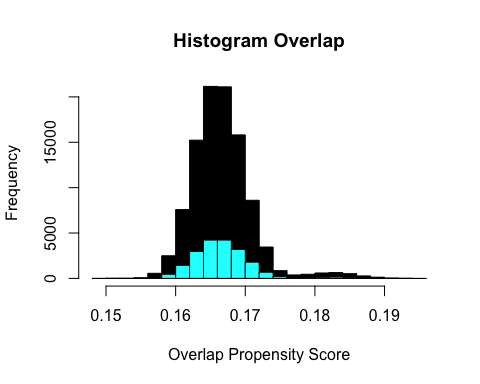 Histogram Overlap
Frequency
15000
5000
0
0.15 0.16 0.17 0.18 0.19
Overlap Propensity Score